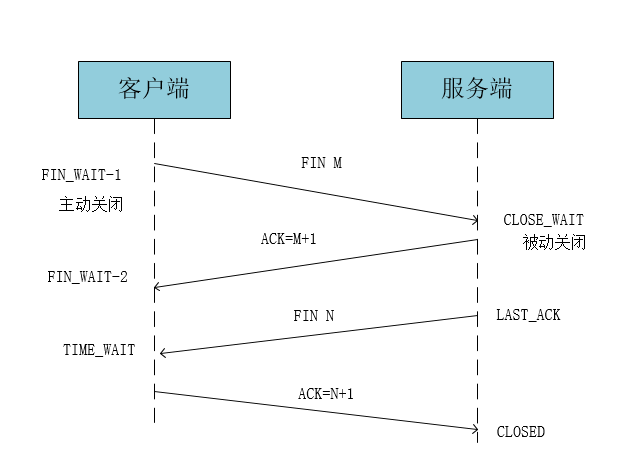 客户端
服务端
FIN M
FIN_WAIT-1
主动关闭
CLOSE_WAIT
被动关闭
ACK=M+1
FIN_WAIT-2
FIN N
LAST_ACK
TIME_WAIT
ACK=N+1
CLOSED